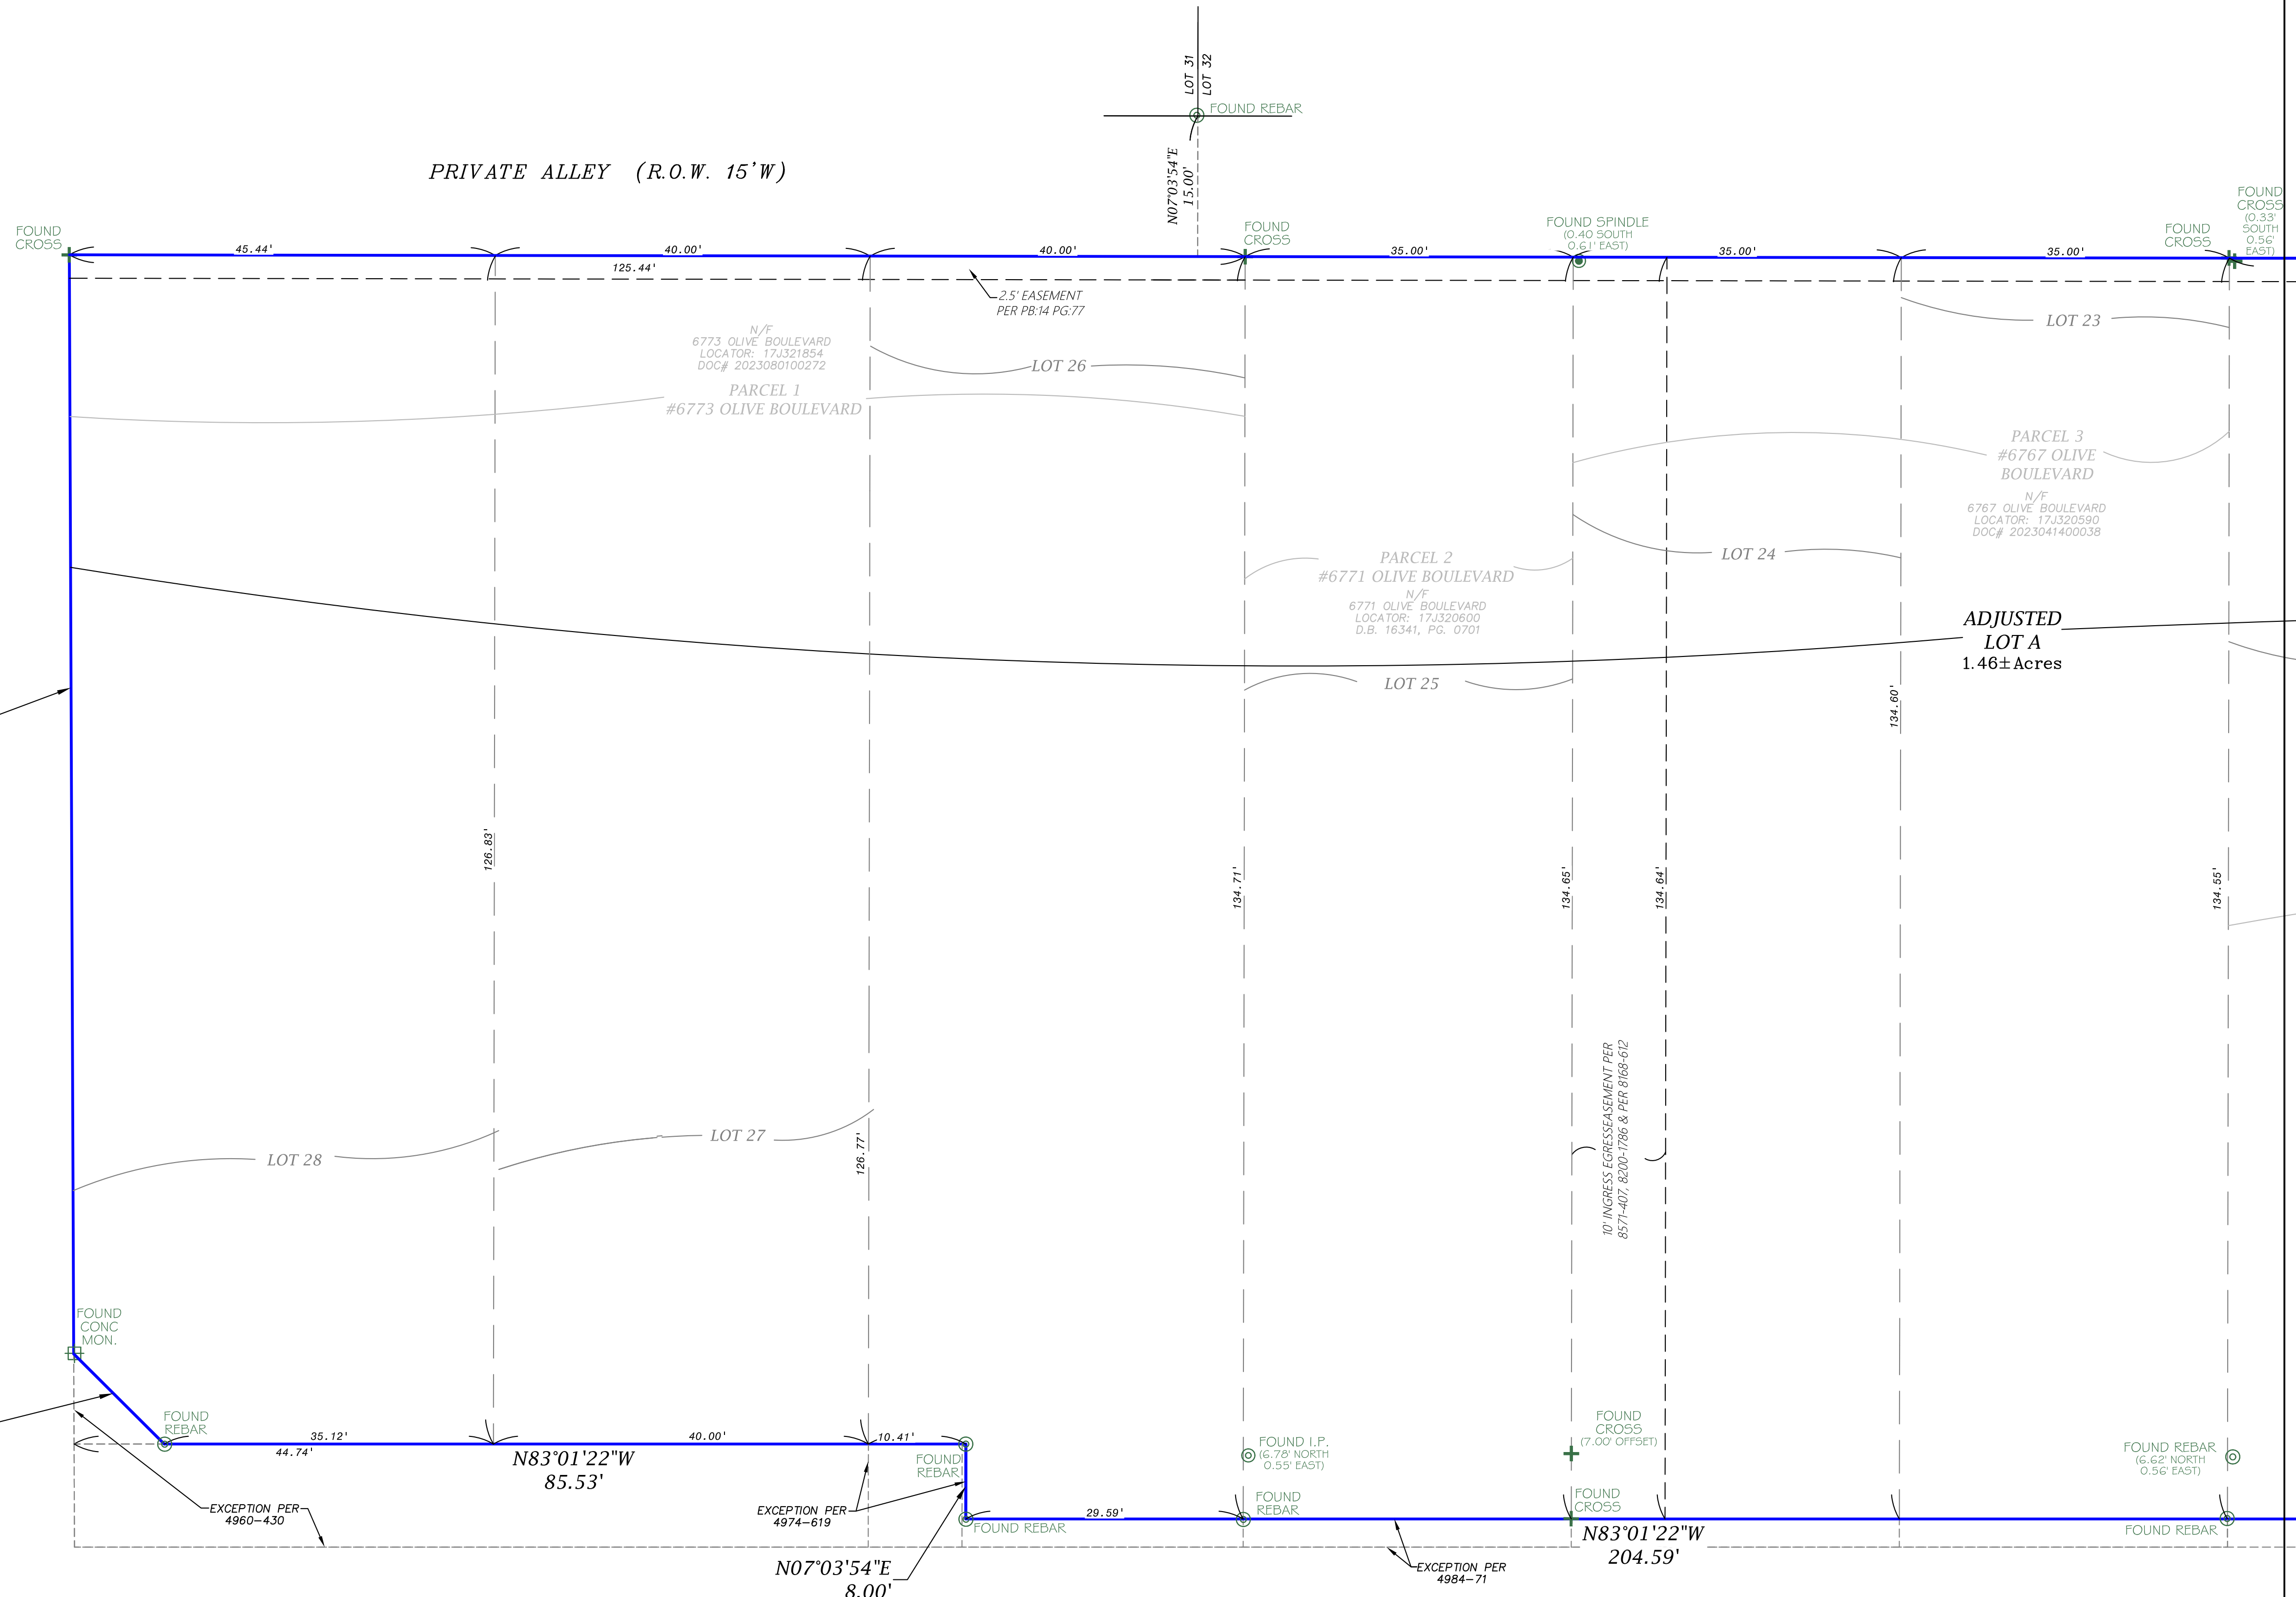 LOT 31
LOT 32
FOUND REBAR
N07°03'54"E
15.00'
PRIVATE ALLEY (R.O.W. 15'W)
FOUND
CROSS
45.44'
40.00'
40.00'
FOUND
CROSS
35.00'
FOUND SPINDLE
(0.40 SOUTH
0.61' EAST)
35.00'
35.00'
FOUND
CROSS
FOUND
CROSS
(0.33'
SOUTH
0.56'
EAST)
125.44'
2.5' EASEMENT
PER PB:14 PG:77
N/F
6773 OLIVE BOULEVARD
LOCATOR: 17J321854
DOC# 2023080100272
PARCEL 1
#6773 OLIVE BOULEVARD
LOT 26
LOT 23
PARCEL 3
#6767 OLIVE
BOULEVARD
N/F
6767 OLIVE BOULEVARD
LOCATOR: 17J320590
DOC# 2023041400038
PARCEL 2
#6771 OLIVE BOULEVARD
N/F
6771 OLIVE BOULEVARD
LOCATOR: 17J320600
D.B. 16341, PG. 0701
LOT 24
ADJUSTED
LOT A
1.46±Acres
LOT 25
134.60'
126.83'
134.71'
134.65'
134.64'
134.55'
LOT 28
LOT 27
126.77'
10' INGRESS EGRESSEASEMENT PER
8571-407, 8200-1786 & PER 8168-612
FOUND
CONC
MON.
FOUND
REBAR
35.12'
44.74'
40.00'
10.41'
N83°01'22"W
85.53'
FOUND
REBAR
FOUND I.P.
(6.78' NORTH
0.55' EAST)
FOUND
CROSS
(7.00' OFFSET)
FOUND REBAR
(6.62' NORTH
0.56' EAST)
EXCEPTION PER
4960-430
EXCEPTION PER
4974-619
29.59'
FOUND REBAR
FOUND
REBAR
FOUND
CROSS
FOUND REBAR
N83°01'22"W
204.59'
N07°03'54"E
8.00'
EXCEPTION PER
4984-71